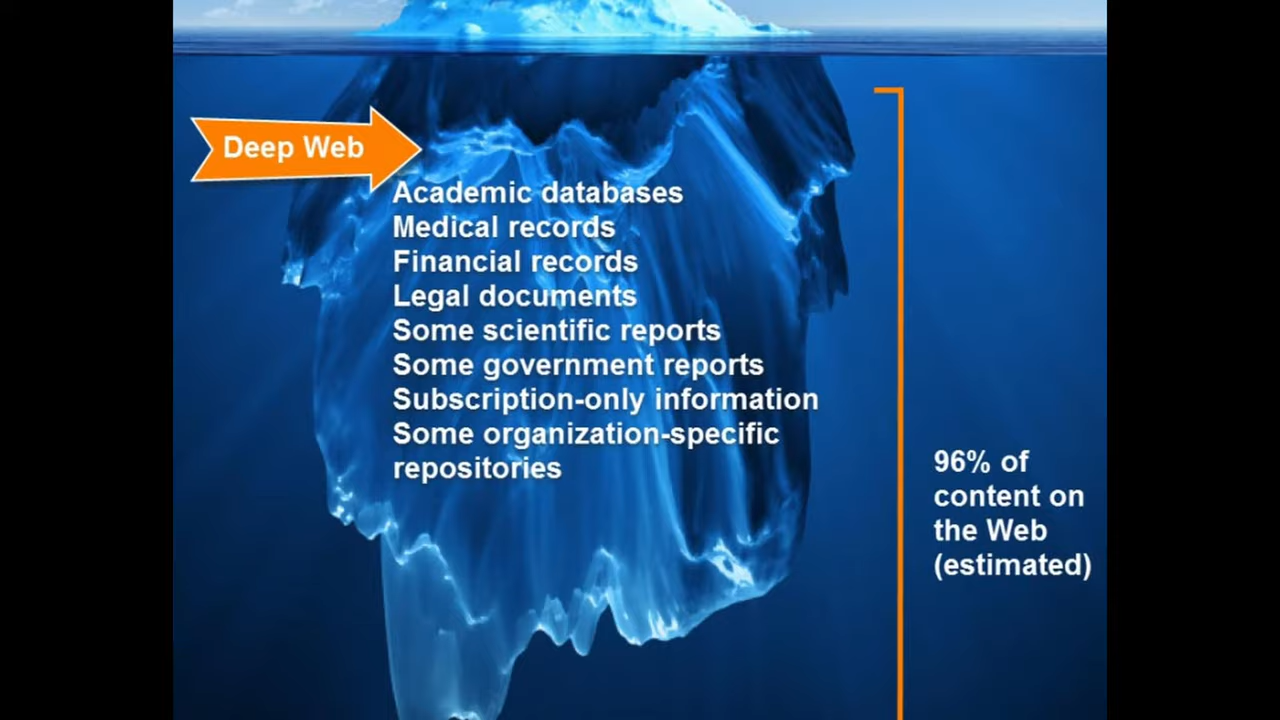 Deep Web
Academic databases
Medical records
Financial records
Legal documents
Some scientific reports
Some government reports
Subscription-only information
Some organization-specific
repositories
96% of
content on
the Web
(estimated)